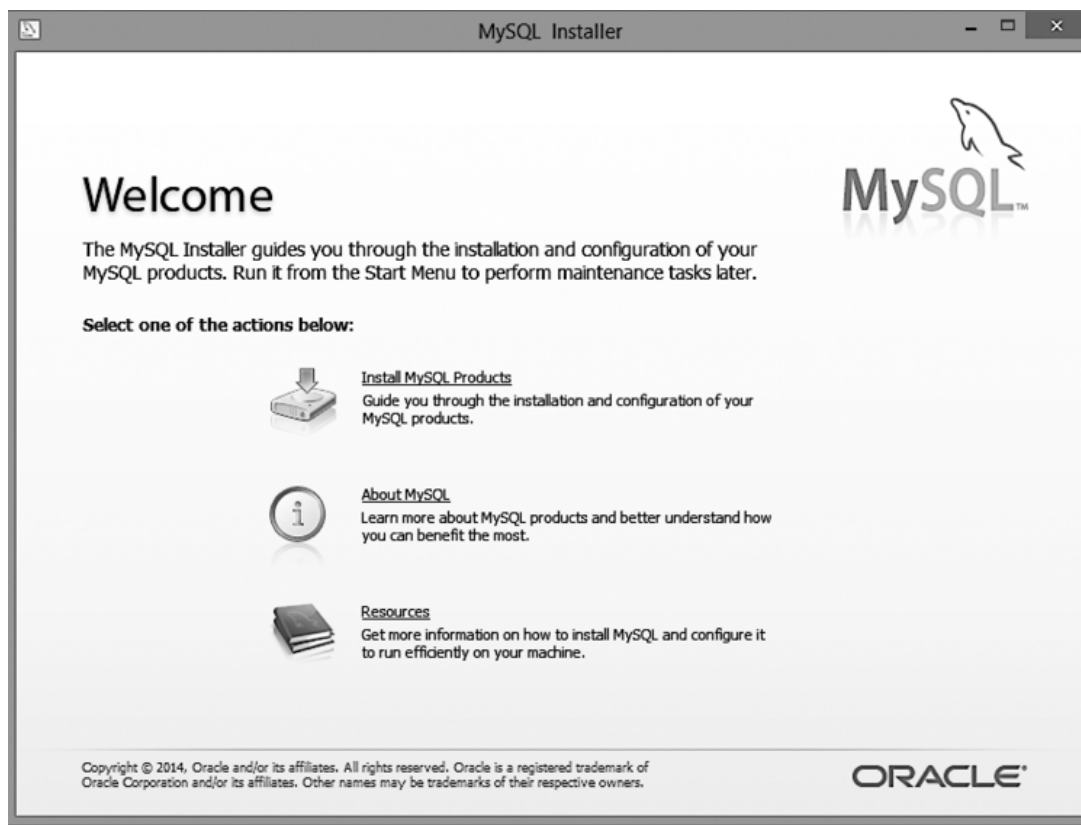 MySQL Installer
MySQL™
Welcome
The MySQL Installer guides you through the installation and configuration of your
MySQL products. Run it from the Start Menu to perform maintenance tasks later.
Select one of the actions below:
Install MySQL Products
Guide you through the installation and configuration of your
MySQL products.
About MySQL
Learn more about MySQL products and better understand how
you can benefit the most.
Resources
Get more information on how to install MySQL and configure it
to run efficiently on your machine.
Copyright © 2014, Oracle and/or its affiliates. All rights reserved. Oracle is a registered trademark of
Oracle Corporation and/or its affiliates. Other names may be trademarks of their respective owners.
ORACLE®